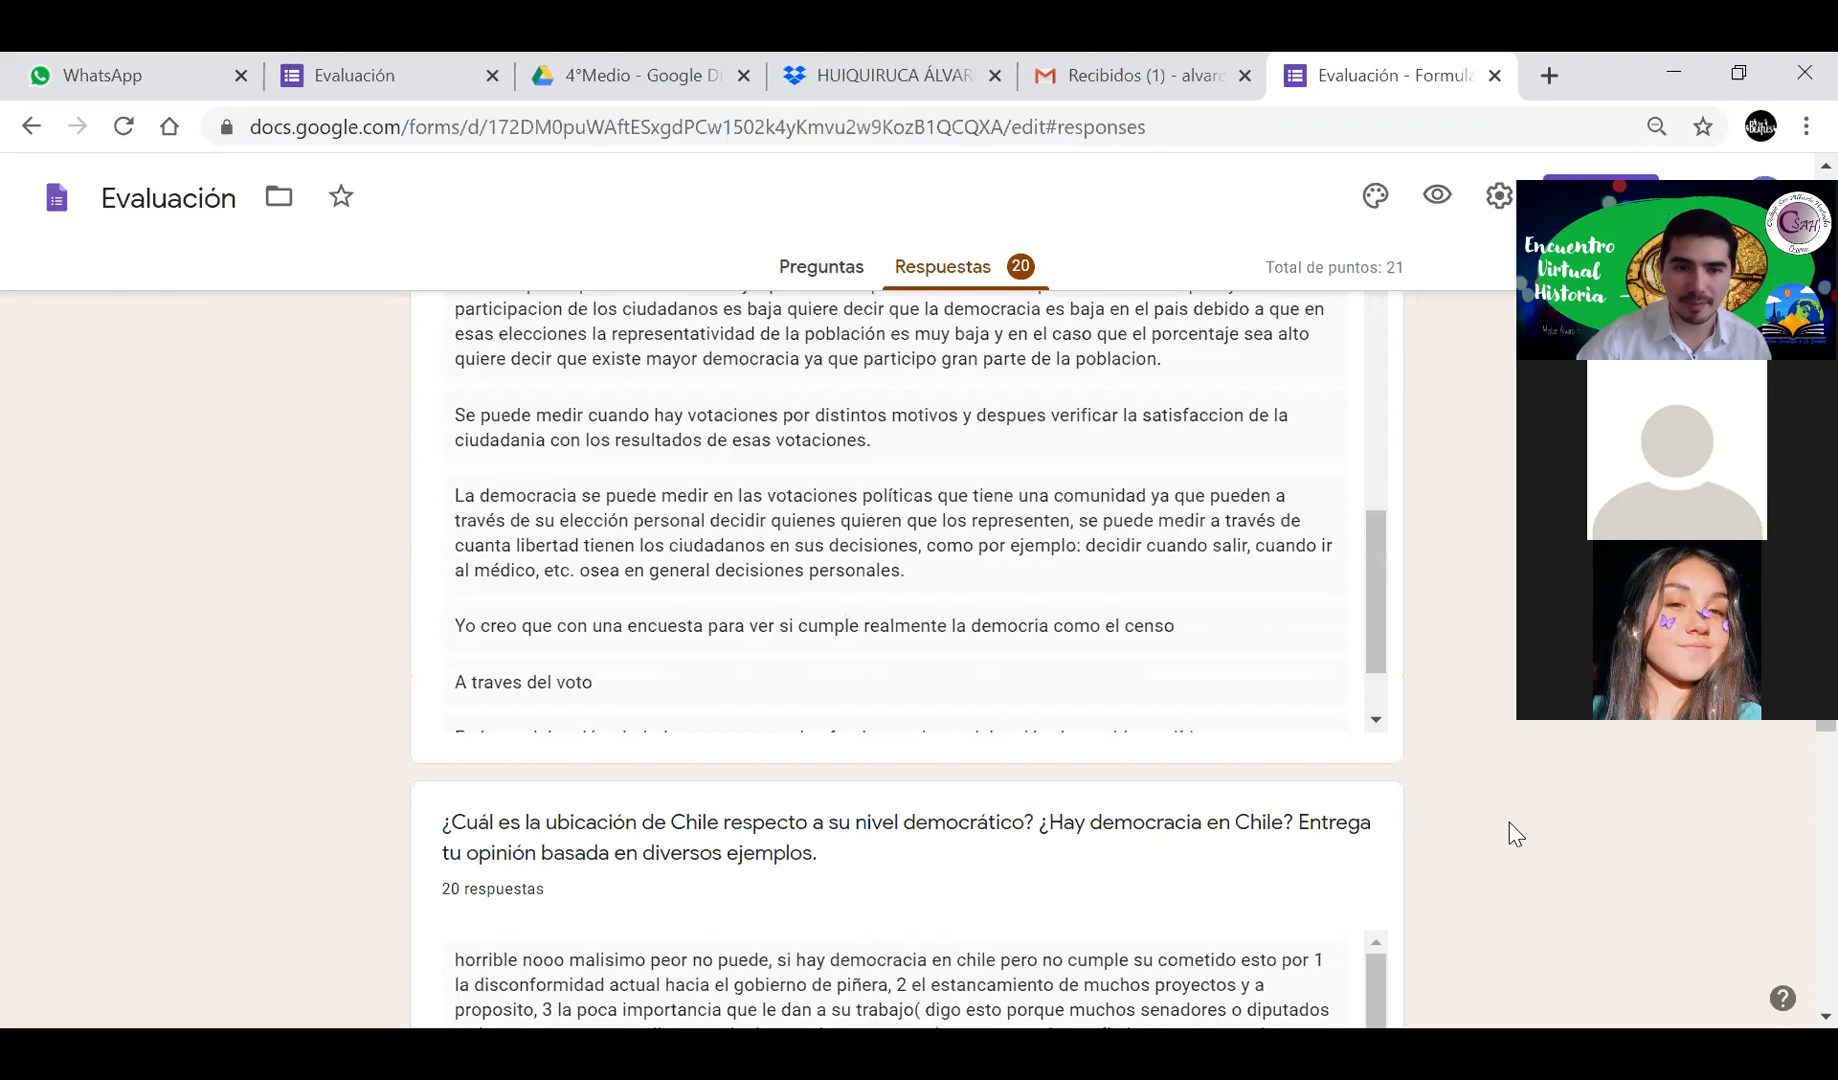 WhatsApp
Evaluación
4°Medio - Google D
HUIQUIRUCA ÁLVAR
Recibidos (1) - alvar
Evaluación - Formula
docs.google.com/forms/d/172DM0puWAftESxgdPCw1502k4yKmvu2w9KozB1QCQXA/edit#responses
Evaluación
Preguntas
Respuestas
20
Total de puntos: 21
Encuentro
Virtual
Historia
CSAH
participacion de los ciudadanos es baja quiere decir que la democracia es baja en el pais debido a que en
esas elecciones la representatividad de la población es muy baja y en el caso que el porcentaje sea alto
quiere decir que existe mayor democracia ya que participo gran parte de la poblacion.
Se puede medir cuando hay votaciones por distintos motivos y despues verificar la satisfaccion de la
ciudadania con los resultados de esas votaciones.
La democracia se puede medir en las votaciones políticas que tiene una comunidad ya que pueden a
través de su elección personal decidir quienes quieren que los representen, se puede medir a través de
cuanta libertad tienen los ciudadanos en sus decisiones, como por ejemplo: decidir cuando salir, cuando ir
al médico, etc. osea en general decisiones personales.
Yo creo que con una encuesta para ver si cumple realmente la democria como el censo
A traves del voto
¿Cuál es la ubicación de Chile respecto a su nivel democrático? ¿Hay democracia en Chile? Entrega
tu opinión basada en diversos ejemplos.
20 respuestas
horrible nooo malisimo peor no puede, si hay democracia en chile pero no cumple su cometido esto por 1
la disconformidad actual hacia el gobierno de piñera, 2 el estancamiento de muchos proyectos y a
proposito, 3 la poca importancia que le dan a su trabajo( digo esto porque muchos senadores o diputados